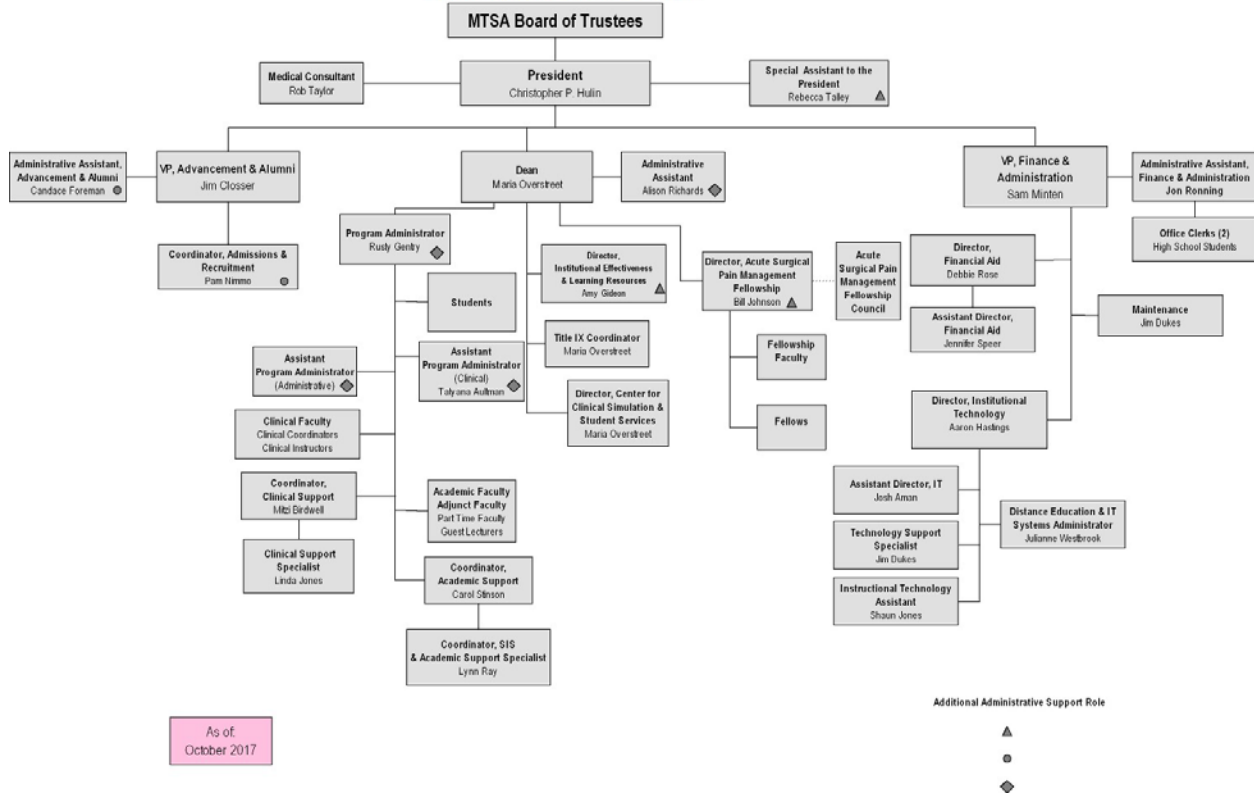 MTSA Board of Trustees
Medical Consultant
Rob Taylor
President
Christopher P. Hulin
Special Assistant to the
President
Rebecca Talley
Administrative Assistant,
Advancement & Alumni
Candace Foreman
VP, Advancement & Alumni
Jim Closser
Dean
Maria Overstreet
Administrative
Assistant
Alison Richards
VP, Finance &
Administration
Sam Minten
Administrative Assistant,
Finance & Administration
Jon Ronning
Office Clerks (2)
High School Students
Coordinator, Admissions &
Recruitment
Pam Nimmo
Program Administrator
Rusty Gentry
Director,
Institutional Effectiveness
& Learning Resources
Amy Gideon
Director, Acute Surgical
Pain Management
Fellowship
Bill Johnson
Acute
Surgical Pain
Management
Fellowship
Council
Director,
Financial Aid
Debbie Rose
Students
Maintenance
Jim Dukes
Assistant Director,
Financial Aid
Jennifer Speer
Title IX Coordinator
Maria Overstreet
Fellowship
Faculty
Assistant
Program Administrator
(Administrative)
Assistant
Program Administrator
(Clinical)
Talyana Aultman
Director, Center for
Clinical Simulation &
Student Services
Maria Overstreet
Fellows
Director, Institutional
Technology
Aaron Hastings
Clinical Faculty
Clinical Coordinators
Clinical Instructors
Coordinator,
Clinical Support
Mitzi Birdwell
Academic Faculty
Adjunct Faculty
Part Time Faculty
Guest Lecturers
Assistant Director, IT
Josh Aman
Distance Education & IT
Systems Administrator
Julianne Westbrook
Technology Support
Specialist
Jim Dukes
Clinical Support
Specialist
Linda Jones
Coordinator,
Academic Support
Carol Stinson
Instructional Technology
Assistant
Shaun Jones
Coordinator, SIS
& Academic Support Specialist
Lynn Ray
Additional Administrative Support Role
As of:
October 2017